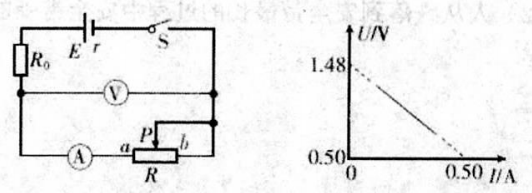 E r S
R₀
V
A a P b
R
U/V
1.48
0.50
0 0.50 I/A